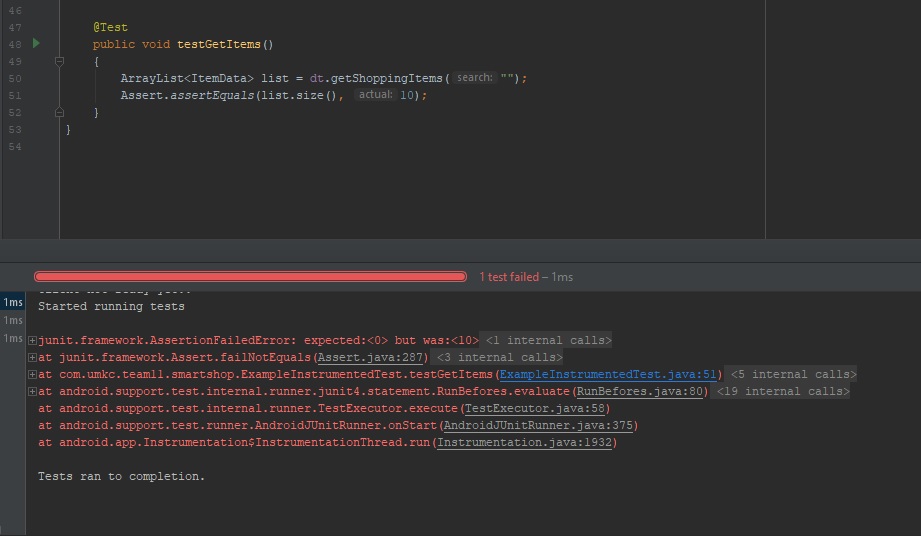 46
47 @Test
48 public void testGetItems()
49 {
50 ArrayList<ItemData> list = dt.getShoppingItems( search: "");
51 Assert.assertEquals(list.size(), actual: 10);
52 }
53 }
54
1 test failed – 1ms
1ms Started running tests
1ms
1ms junit.framework.AssertionFailedError: expected:<0> but was:<10> <1 internal calls>
at junit.framework.Assert.failNotEquals(Assert.java:287) <3 internal calls>
at com.umkc.team11.smartshop.ExampleInstrumentedTest.testGetItems(ExampleInstrumentedTest.java:51) <5 internal calls>
at android.support.test.internal.runner.junit4.statement.RunBefores.evaluate(RunBefores.java:80) <19 internal calls>
at android.support.test.internal.runner.TestExecutor.execute(TestExecutor.java:58)
at android.support.test.runner.AndroidJUnitRunner.onStart(AndroidJUnitRunner.java:375)
at android.app.Instrumentation$InstrumentationThread.run(Instrumentation.java:1932)
Tests ran to completion.